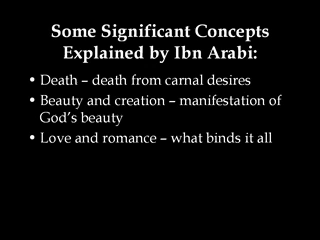 Some Significant Concepts
Explained by Ibn Arabi:
• Death – death from carnal desires
• Beauty and creation – manifestation of
God's beauty
• Love and romance – what binds it all